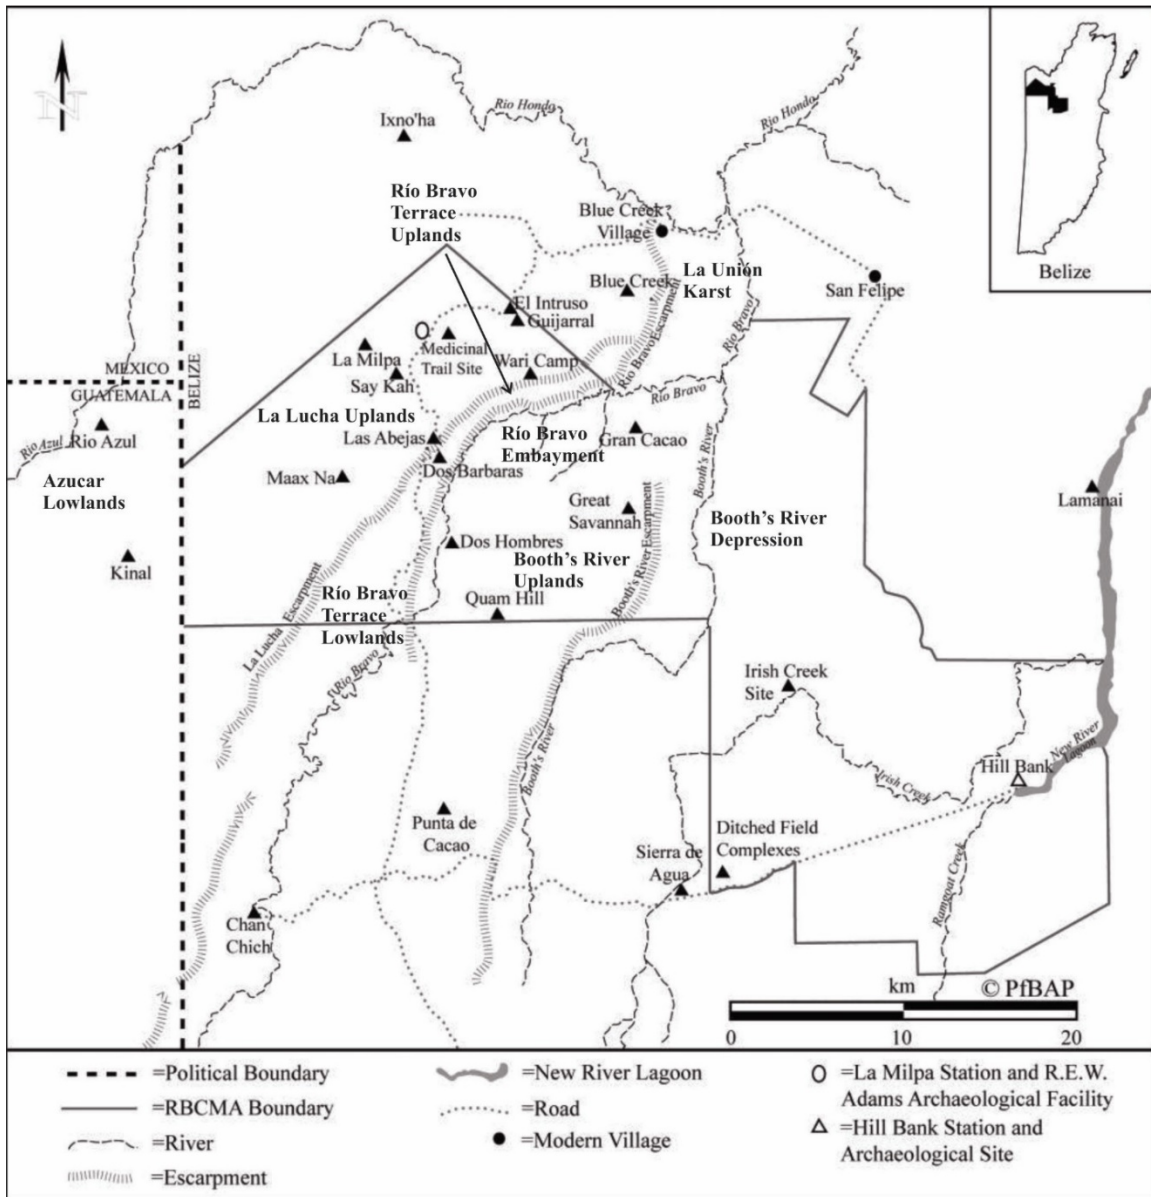 N
Ixno'ha
Rio Hondo
Rio Hondo
Río Bravo
Terrace
Uplands
Blue Creek
Village
La Unión
Karst
San Felipe
Belize
Blue Creek
El Intruso
Guijarral
Rio Bravo Escarpment
Rio Bravo
La Milpa
Medicinal
Trail Site
Wari Camp
Say Kah
MEXICO
GUATEMALA
BELIZE
Rio Azul
Rio Azul
La Lucha Uplands
Las Abejas
Río Bravo
Embayment
Rio Bravo
Gran Cacao
Booth's River
Dos Barbaras
Maax Na
Azucar
Lowlands
Great
Savannah
Booth's River Escarpment
Booth's River
Depression
Lamanai
Kinal
Dos Hombres
Booth's River
Uplands
La Lucha Escarpment
Río Bravo
Terrace
Lowlands
Quam Hill
Rio Bravo
Irish Creek
Site
Booth's River
Irish Creek
Hill Bank
New River
Lagoon
Punta de
Cacao
Sierra de
Agua
Ditched Field
Complexes
Ramgoat Creek
Chan
Chich
km
© PfBAP
0
10
20
=Political Boundary
=RBCMA Boundary
=River
=Escarpment
=New River Lagoon
=Road
=Modern Village
=La Milpa Station and R.E.W.
Adams Archaeological Facility
=Hill Bank Station and
Archaeological Site